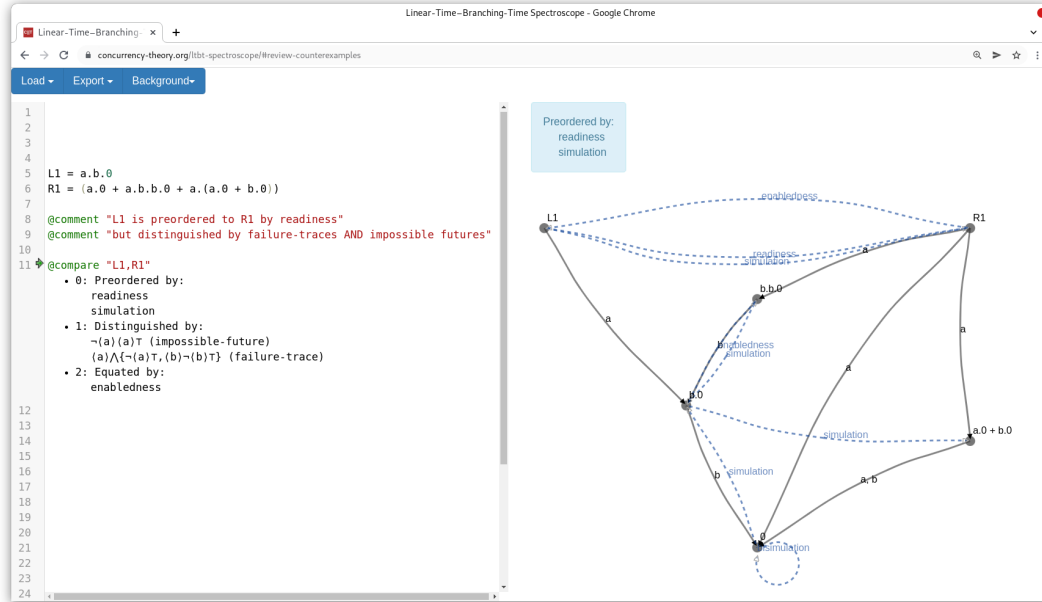 Linear-Time–Branching-Time Spectroscope - Google Chrome
Linear-Time–Branching- × +
concurrency-theory.org/ltbt-spectroscope/#review-counterexamples
Load Export Background
1
2
3
4
5 L1 = a.b.0
6 R1 = (a.0 + a.b.b.0 + a.(a.0 + b.0))
7
8 @comment "L1 is preordered to R1 by readiness"
9 @comment "but distinguished by failure-traces AND impossible futures"
10
11 @compare "L1,R1"
• 0: Preordered by:
readiness
simulation
• 1: Distinguished by:
¬⟨a⟩⟨a⟩⊤ (impossible-future)
⟨a⟩⋀{¬⟨a⟩⊤,⟨b⟩¬⟨b⟩⊤} (failure-trace)
• 2: Equated by:
enabledness
12
13
14
15
16
17
18
19
20
21
22
23
24
Preordered by:
readiness
simulation
enabledness
L1
R1
readiness
simulation
a
b.b.0
a
b
enabledness
simulation
a
a
b.0
simulation
a.0 + b.0
simulation
b
a, b
0
simulation